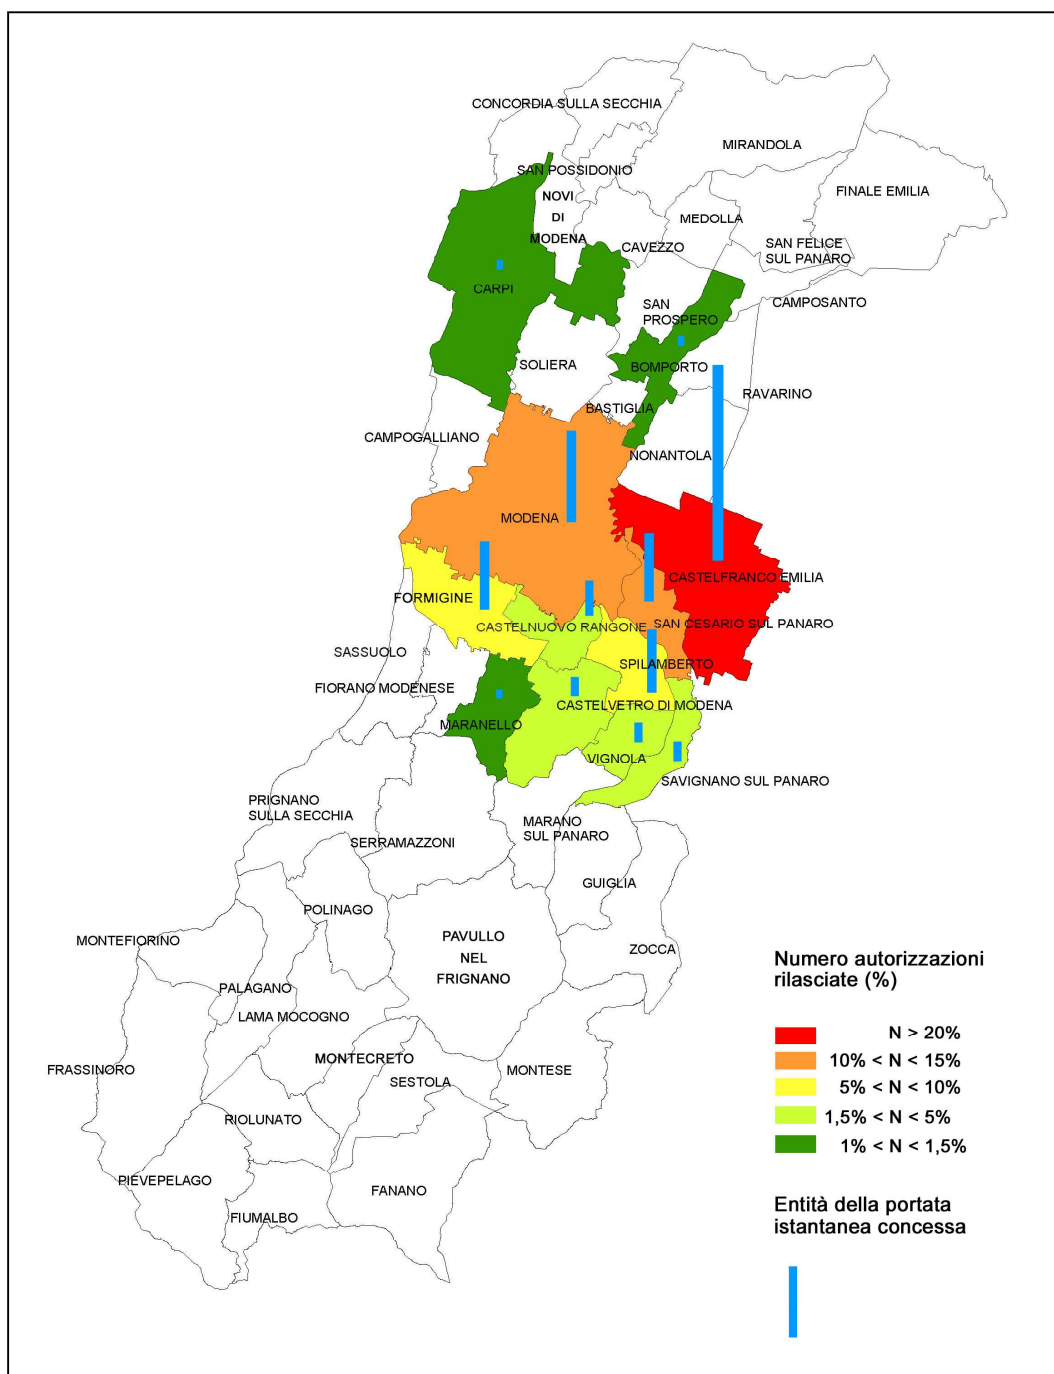 CONCORDIA SULLA SECCHIA
MIRANDOLA
SAN POSSIDONIO
FINALE EMILIA
NOVI
DI
MODENA
MEDOLLA
CAVEZZO
SAN FELICE
SUL PANARO
CARPI
CAMPOSANTO
SAN
PROSPERO
SOLIERA
BOMPORTO
RAVARINO
BASTIGLIA
CAMPOGALLIANO
NONANTOLA
MODENA
CASTELFRANCO EMILIA
FORMIGINE
CASTELNUOVO RANGONE
SAN CESARIO SUL PANARO
SASSUOLO
SPILAMBERTO
FIORANO MODENESE
CASTELVETRO DI MODENA
MARANELLO
VIGNOLA
SAVIGNANO SUL PANARO
PRIGNANO
SULLA SECCHIA
MARANO
SUL PANARO
SERRAMAZZONI
GUIGLIA
POLINAGO
MONTEFIORINO
PAVULLO
NEL
FRIGNANO
ZOCCA
PALAGANO
LAMA MOCOGNO
FRASSINORO
MONTECRETO
SESTOLA
MONTESE
RIOLUNATO
PIEVEPELAGO
FANANO
FIUMALBO
Numero autorizzazioni
rilasciate (%)
N > 20%
10% < N < 15%
5% < N < 10%
1,5% < N < 5%
1% < N < 1,5%
Entità della portata
istantanea concessa